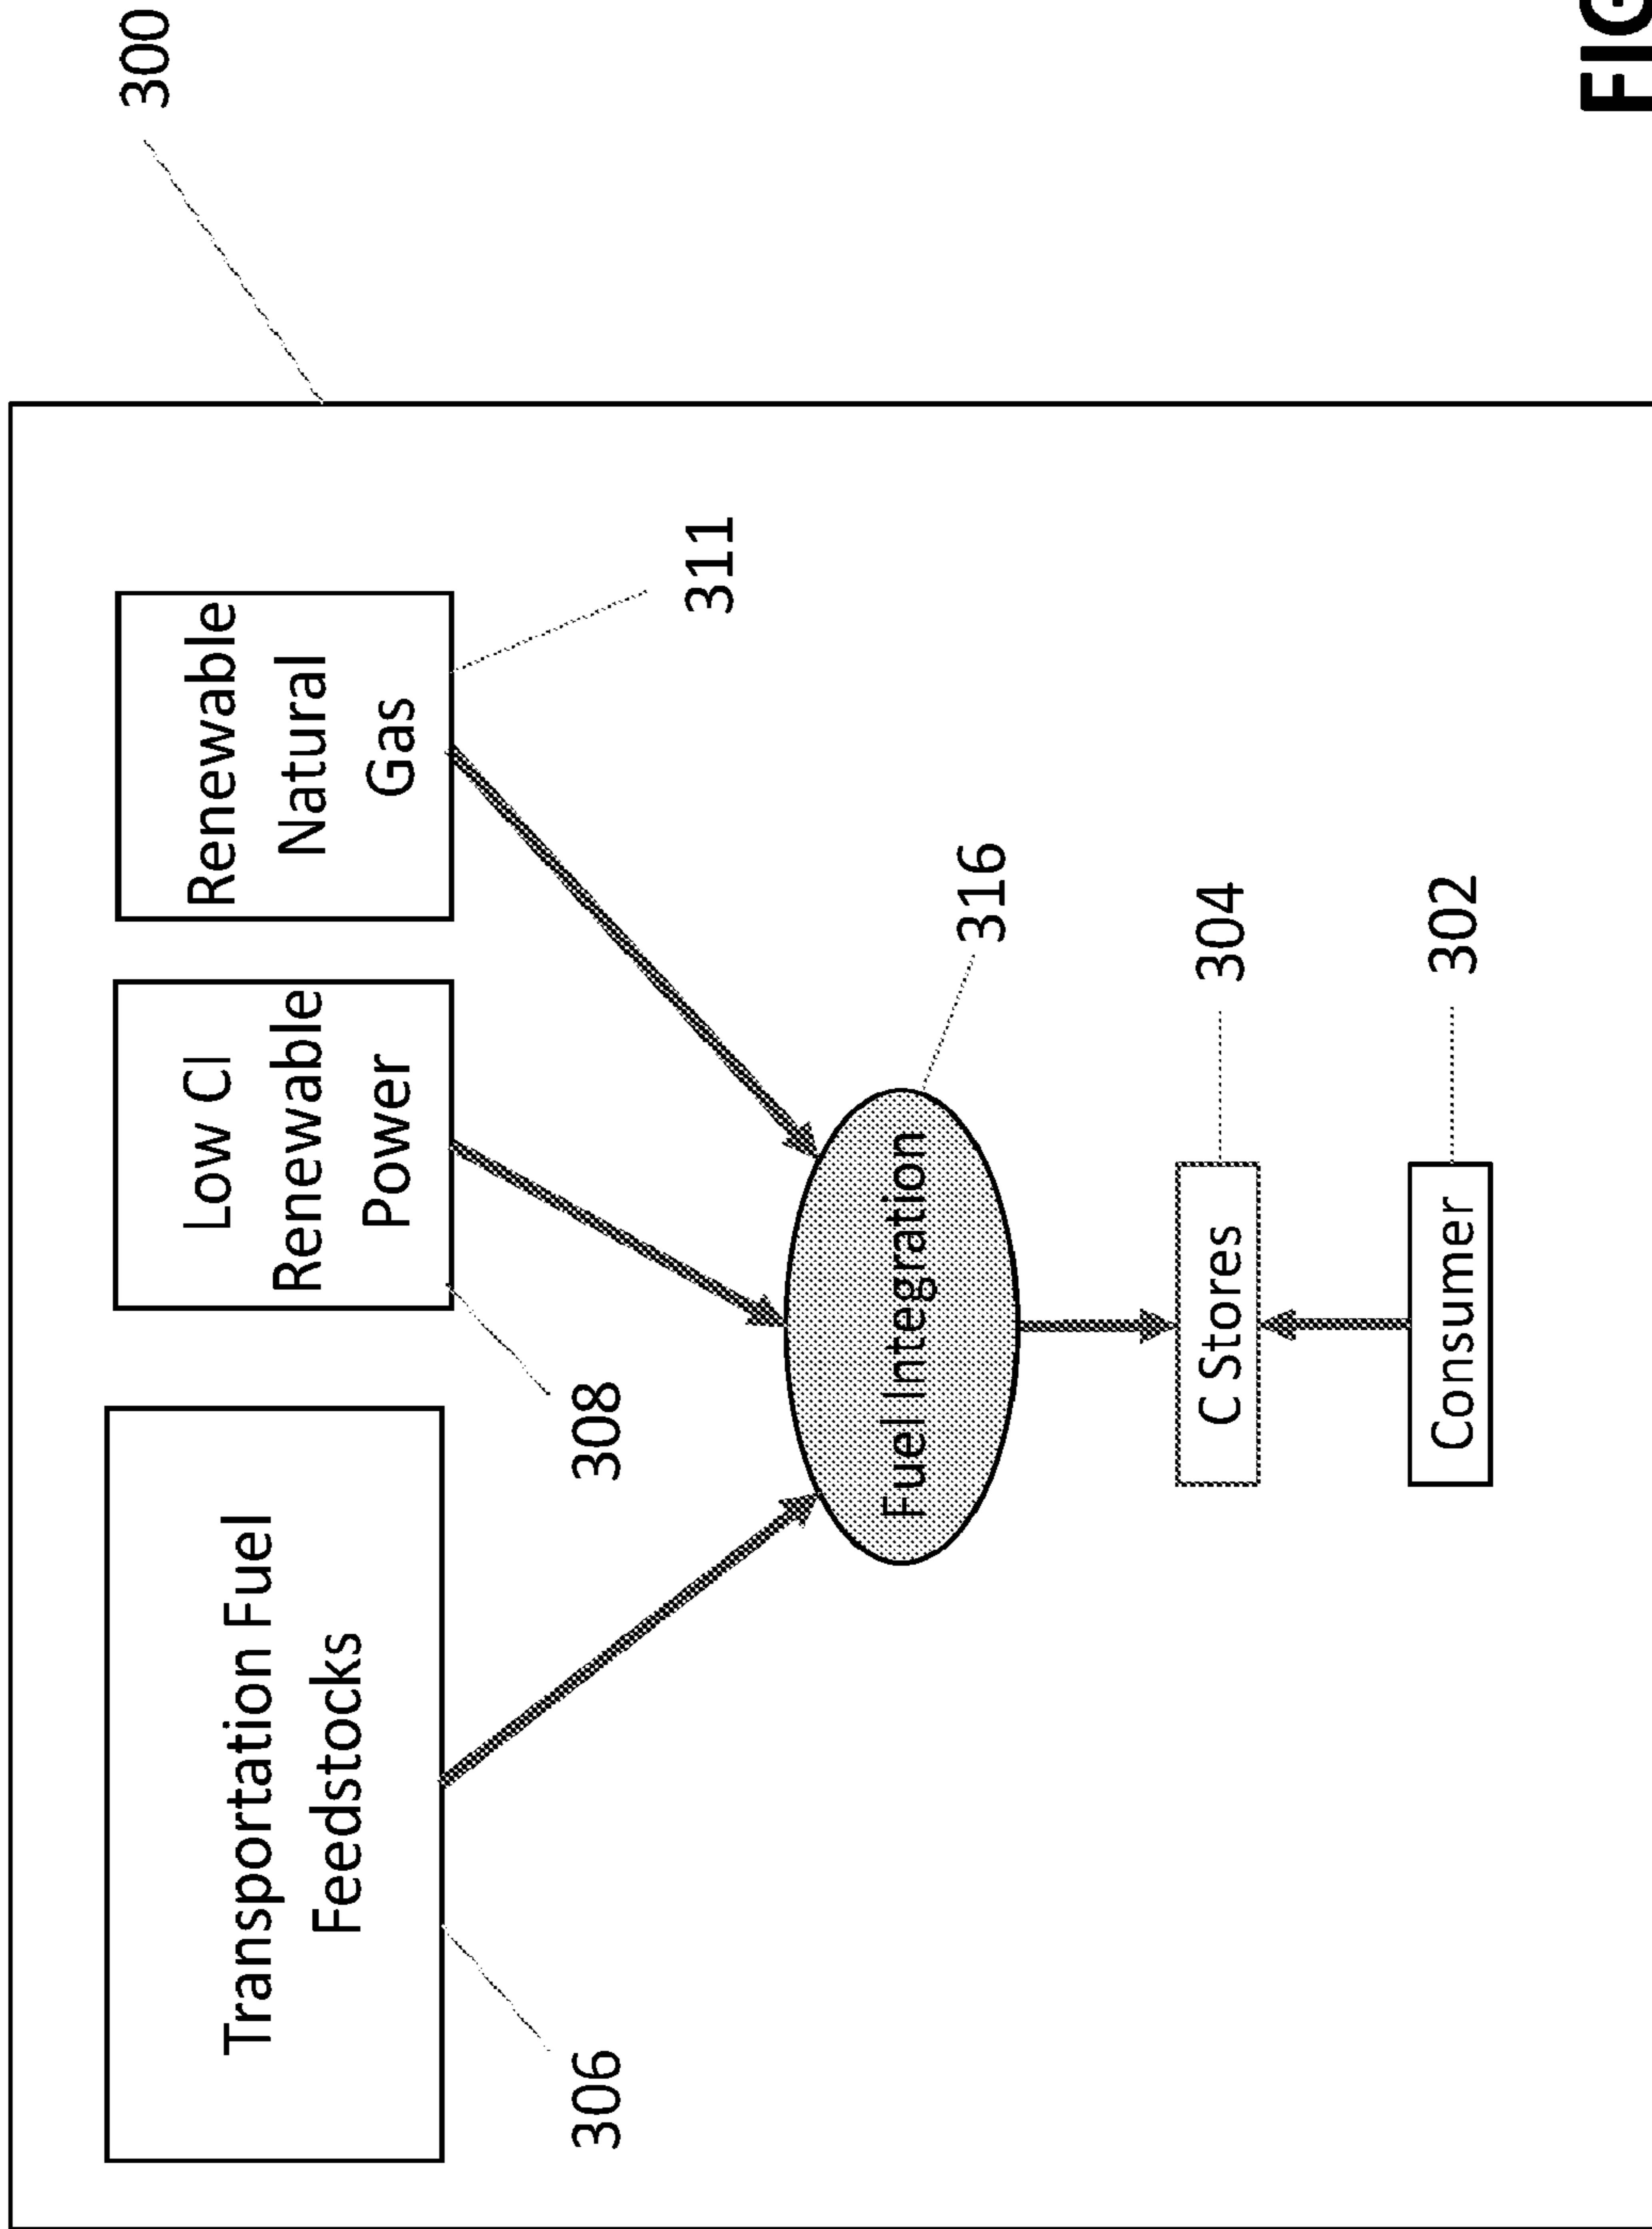 300
Transportation Fuel
Feedstocks
Low CI
Renewable
Power
Renewable
Natural
Gas
306
308
311
Fuel Integration
316
C Stores
304
Consumer
302
FIG